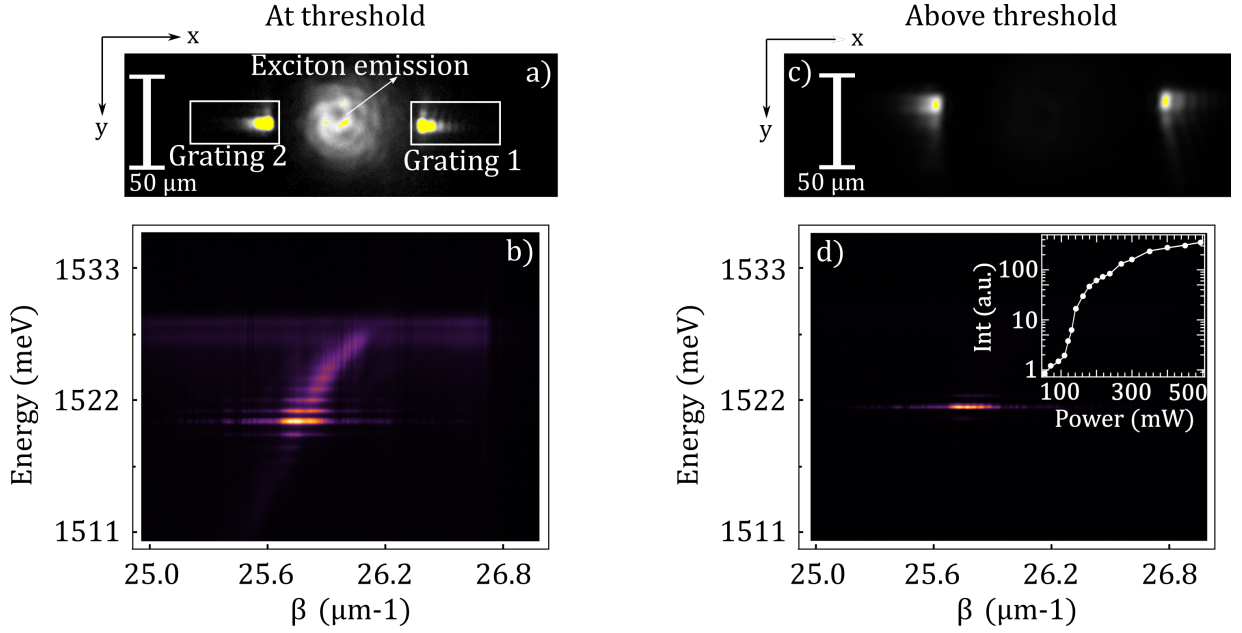 At threshold
x
y
Exciton emission
a)
Grating 2
Grating 1
50 μm
b)
1533
1522
1511
Energy (meV)
25.0 25.6 26.2 26.8
β (μm-1)
Above threshold
x
y
c)
50 μm
d)
1533
1522
1511
Energy (meV)
Int (a.u.)
100
10
1
100 300 500
Power (mW)
25.0 25.6 26.2 26.8
β (μm-1)